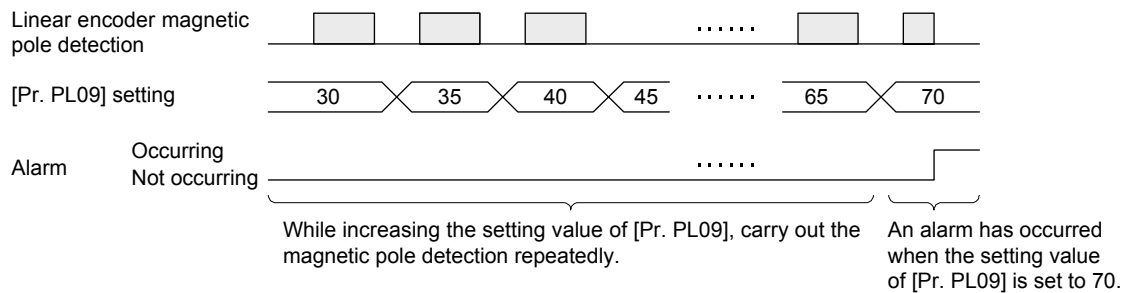 Linear encoder magnetic
pole detection
[Pr. PL09] setting
30 35 40 45 ...... 65 70
Alarm
Occurring
Not occurring
While increasing the setting value of [Pr. PL09], carry out the
magnetic pole detection repeatedly.
An alarm has occurred
when the setting value
of [Pr. PL09] is set to 70.